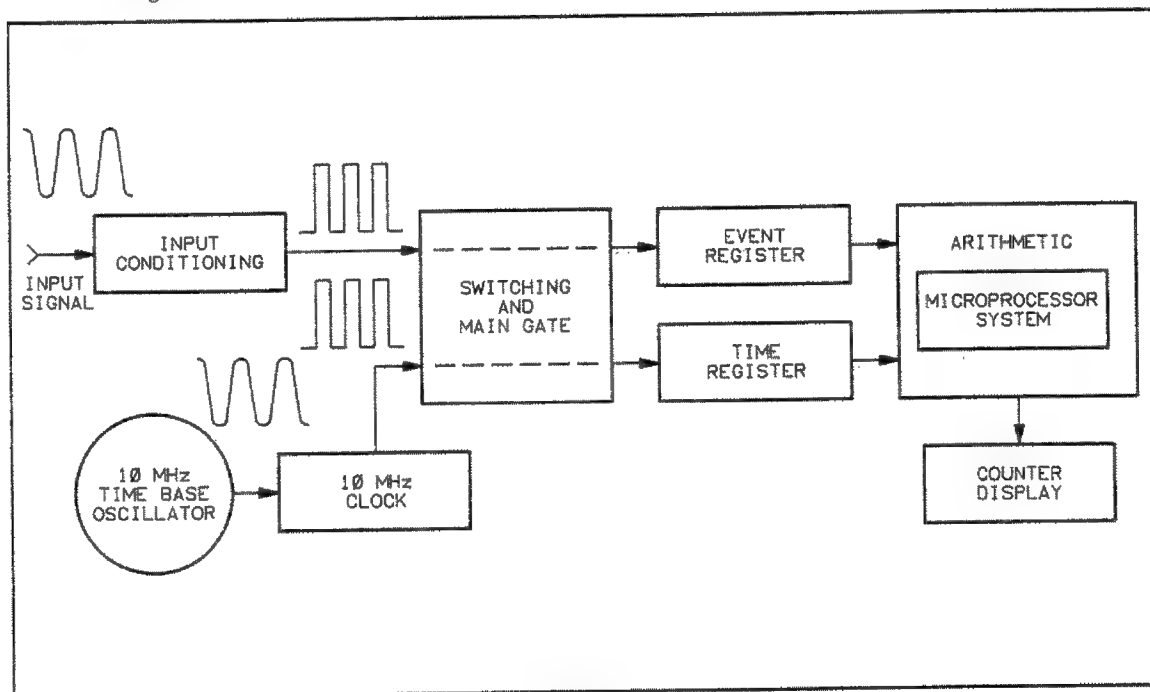 INPUT
SIGNAL
INPUT
CONDITIONING
SWITCHING
AND
MAIN GATE
EVENT
REGISTER
TIME
REGISTER
ARITHMETIC
MICROPROCESSOR
SYSTEM
10 MHz
TIME BASE
OSCILLATOR
10 MHz
CLOCK
COUNTER
DISPLAY